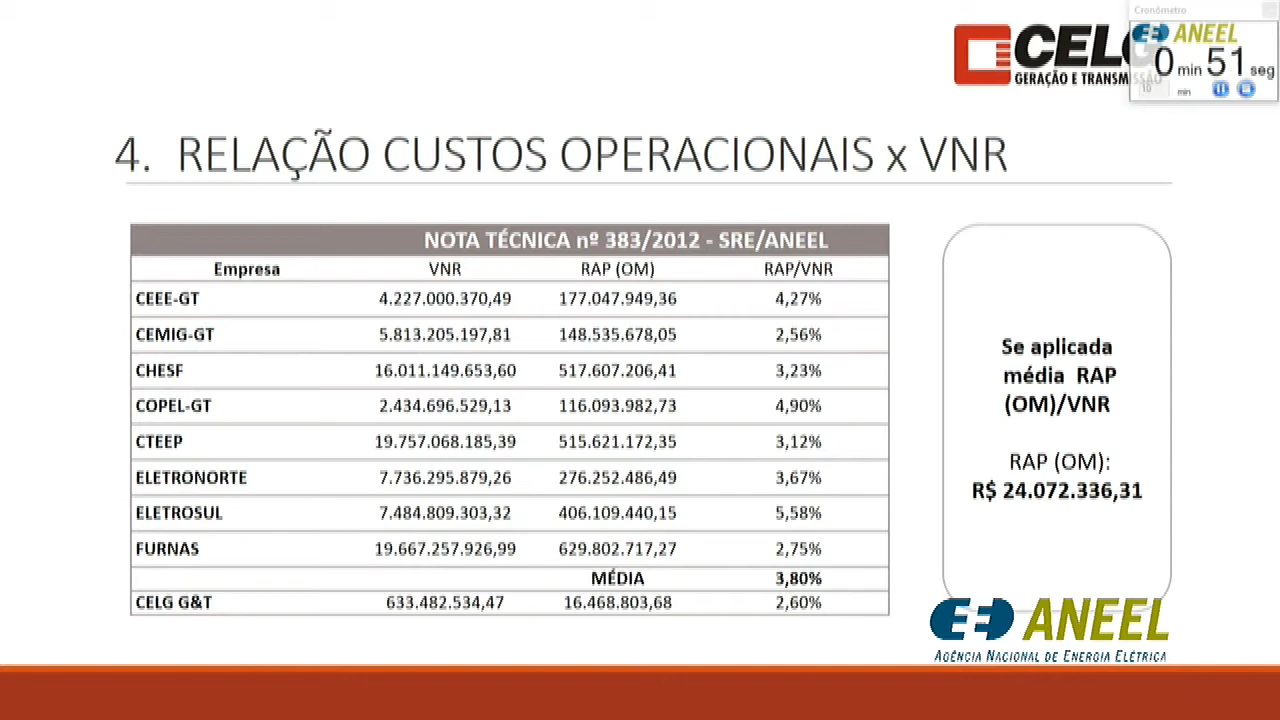 Cronômetro
CELG
GERAÇÃO E TRANSMISSÃO
ANEEL
0 min 51 seg
10 min
4. RELAÇÃO CUSTOS OPERACIONAIS x VNR
NOTA TÉCNICA nº 383/2012 - SRE/ANEEL
Empresa VNR RAP (OM) RAP/VNR
CEEE-GT 4.227.000.370,49 177.047.949,36 4,27%
CEMIG-GT 5.813.205.197,81 148.535.678,05 2,56%
CHESF 16.011.149.653,60 517.607.206,41 3,23%
COPEL-GT 2.434.696.529,13 116.093.982,73 4,90%
CTEEP 19.757.068.185,39 515.621.172,35 3,12%
ELETRONORTE 7.736.295.879,26 276.252.486,49 3,67%
ELETROSUL 7.484.809.303,32 406.109.440,15 5,58%
FURNAS 19.667.257.926,99 629.802.717,27 2,75%
MÉDIA 3,80%
CELG G&T 633.482.534,47 16.468.803,68 2,60%
Se aplicada
média RAP
(OM)/VNR
RAP (OM):
R$ 24.072.336,31
ANEEL
AGÊNCIA NACIONAL DE ENERGIA ELÉTRICA